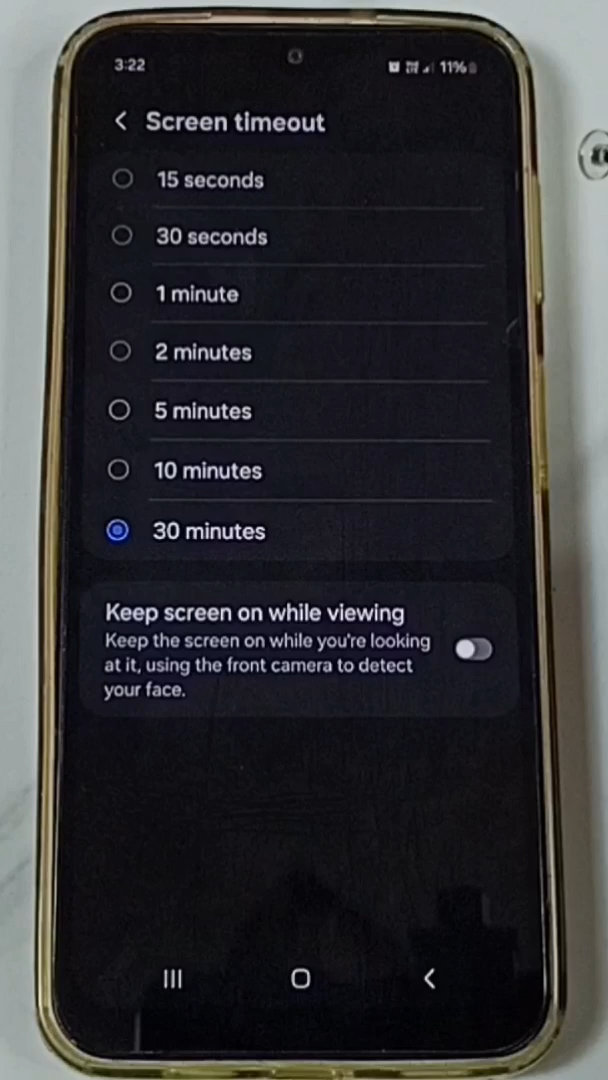 3:22
11%
Screen timeout
15 seconds
30 seconds
1 minute
2 minutes
5 minutes
10 minutes
30 minutes
Keep screen on while viewing
Keep the screen on while you're looking
at it, using the front camera to detect
your face.